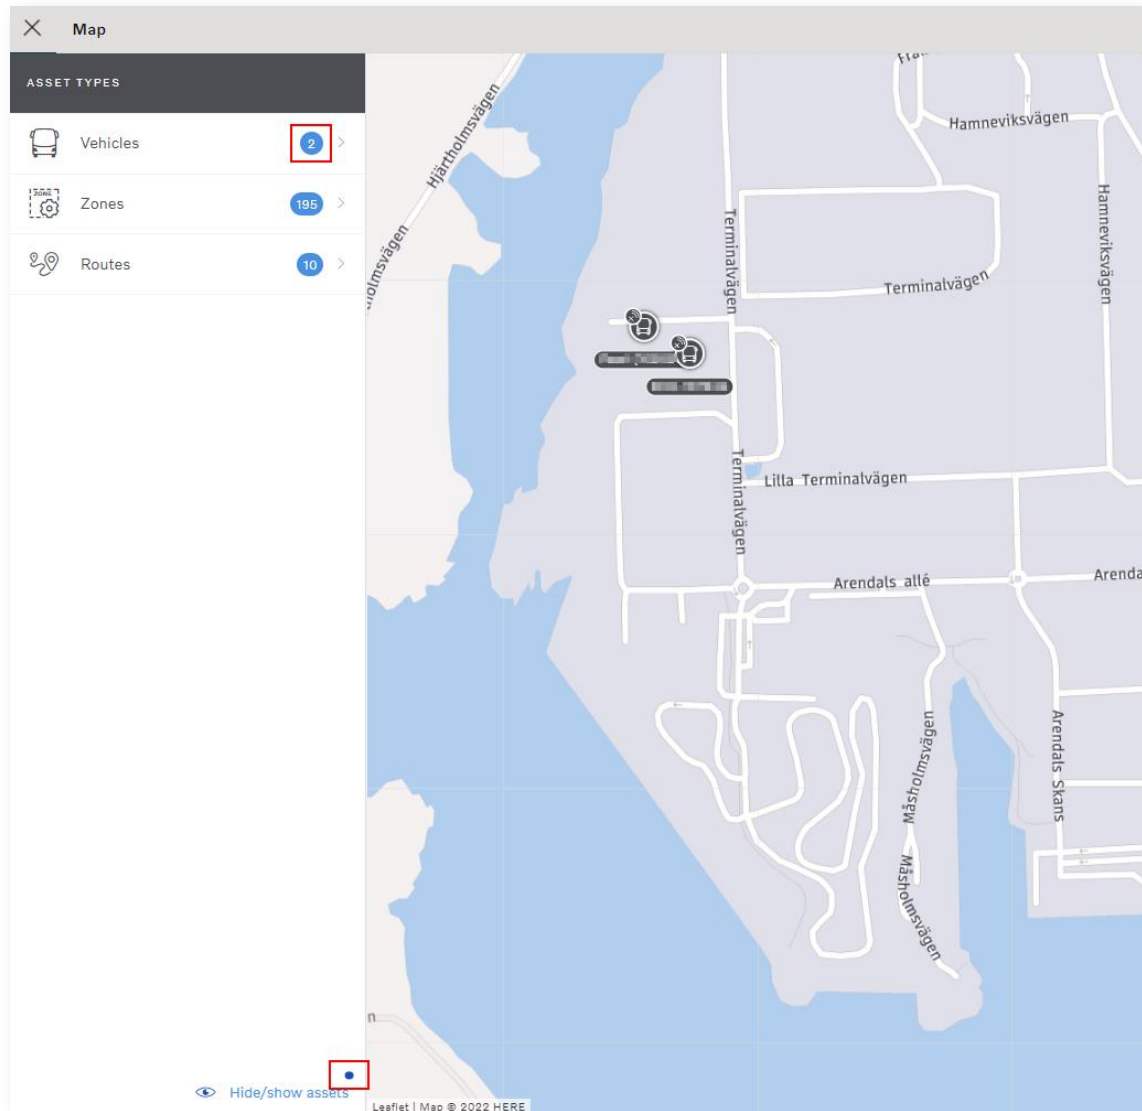 Map
ASSET TYPES
Vehicles 2
ZONE
Zones 195
Routes 10
Hide/show assets
Hjärtholmsvägen
Hamneviksvägen
Hamneviksvägen
Terminalvägen
Terminalvägen
Terminalvägen
Lilla Terminalvägen
Arendals allé
Arenda
Måsholmsvägen
Arendals Skans
Måsholmsvägen
n
Leaflet | Map © 2022 HERE